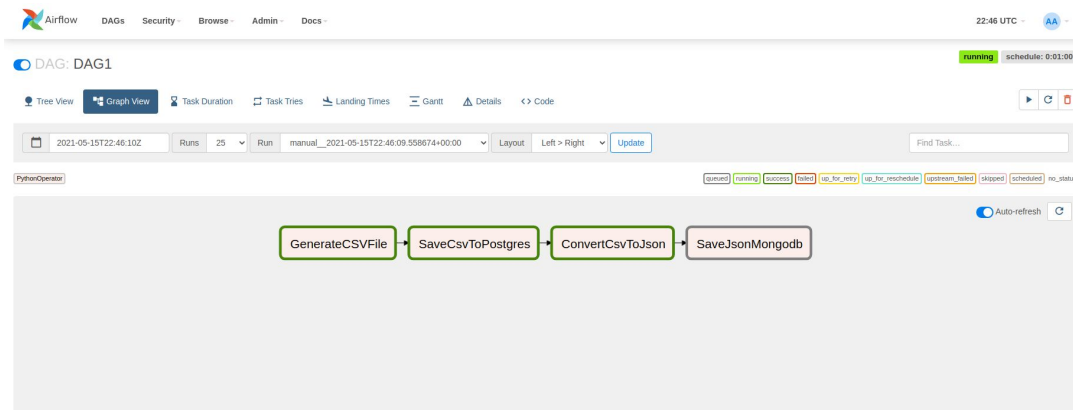 Airflow DAGs Security Browse Admin Docs 22:46 UTC AA
DAG: DAG1 running schedule: 0:01:00
Tree View Graph View Task Duration Task Tries Landing Times Gantt Details <> Code
2021-05-15T22:46:10Z Runs 25 Run manual__2021-05-15T22:46:09.558674+00:00 Layout Left > Right Update Find Task...
PythonOperator queued running success failed up_for_retry up_for_reschedule upstream_failed skipped scheduled no_statu
Auto-refresh
GenerateCSVFile SaveCsvToPostgres ConvertCsvToJson SaveJsonMongodb